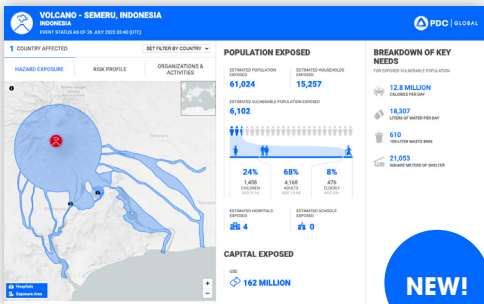 VOLCANO - SEMERU, INDONESIA
INDONESIA
EVENT STATUS AS OF 26 JULY 2022 03:40 (UTC)
PDC | GLOBAL
1 COUNTRY AFFECTED
SET FILTER BY COUNTRY
HAZARD EXPOSURE
RISK PROFILE
ORGANIZATIONS &
ACTIVITIES
Hospitals
Exposure Area
+
−
POPULATION EXPOSED
ESTIMATED POPULATION
EXPOSED
61,024
ESTIMATED HOUSEHOLDS
EXPOSED
15,257
ESTIMATED VULNERABLE POPULATION EXPOSED
6,102
24%
1,458
CHILDREN
68%
4,168
ADULTS
8%
476
ELDERLY
ESTIMATED HOSPITALS
EXPOSED
4
ESTIMATED SCHOOLS
EXPOSED
0
CAPITAL EXPOSED
USD
162 MILLION
BREAKDOWN OF KEY
NEEDS
FOR EXPOSED VULNERABLE POPULATION
12.8 MILLION
CALORIES PER DAY
18,307
LITERS OF WATER PER DAY
610
SQUARE METERS OF SHELTER
21,053
NEW!